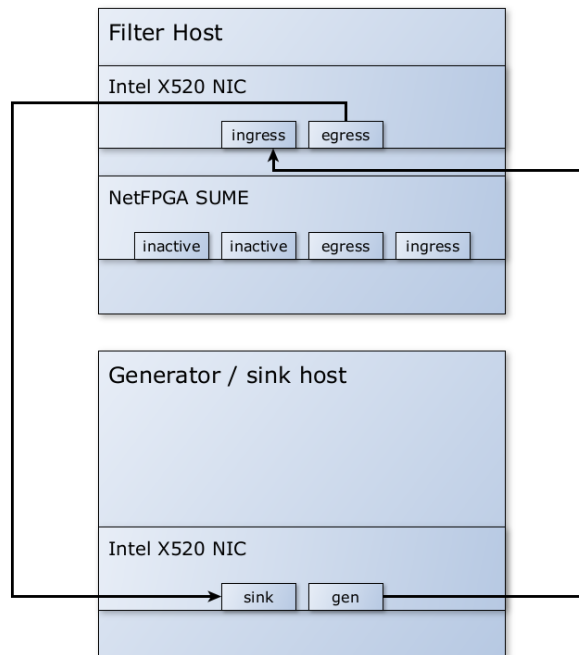 Filter Host
Intel X520 NIC
ingress egress
NetFPGA SUME
inactive inactive egress ingress
Generator / sink host
Intel X520 NIC
sink gen